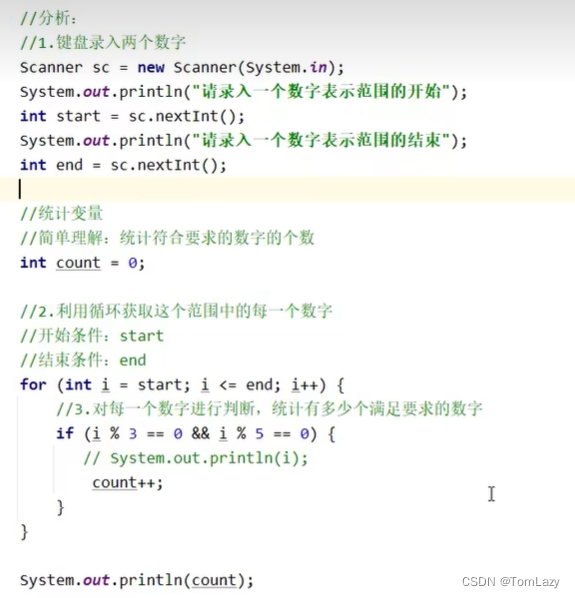 //分析：
//1.键盘录入两个数字
Scanner sc = new Scanner(System.in);
System.out.println("请录入一个数字表示范围的开始");
int start = sc.nextInt();
System.out.println("请录入一个数字表示范围的结束");
int end = sc.nextInt();
//统计变量
//简单理解：统计符合要求的数字的个数
int count = 0;
//2.利用循环获取这个范围中的每一个数字
//开始条件：start
//结束条件：end
for (int i = start; i <= end; i++) {
//3.对每一个数字进行判断，统计有多少个满足要求的数字
if (i % 3 == 0 && i % 5 == 0) {
// System.out.println(i);
count++;
}
}
System.out.println(count);
CSDN @TomLazy